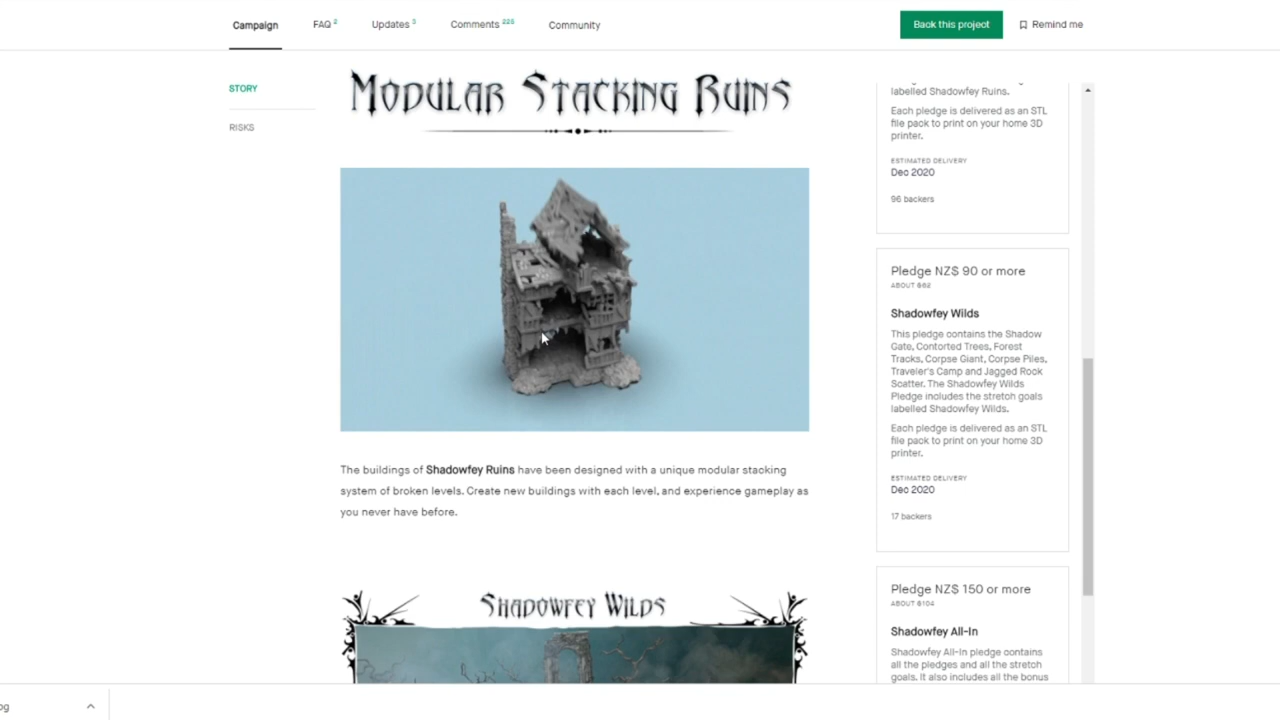 Campaign
FAQ 2
Updates 3
Comments 225
Community
Back this project
Remind me
STORY
RISKS
Modular Stacking Ruins
The buildings of Shadowfey Ruins have been designed with a unique modular stacking
system of broken levels. Create new buildings with each level, and experience gameplay as
you never have before.
Shadowfey Wilds
labelled Shadowfey Ruins.
Each pledge is delivered as an STL
file pack to print on your home 3D
printer.
ESTIMATED DELIVERY
Dec 2020
96 backers
Pledge NZ$ 90 or more
ABOUT $62
Shadowfey Wilds
This pledge contains the Shadow
Gate, Contorted Trees, Forest
Tracks, Corpse Giant, Corpse Piles,
Traveler's Camp and Jagged Rock
Scatter. The Shadowfey Wilds
Pledge includes the stretch goals
labelled Shadowfey Wilds.
Each pledge is delivered as an STL
file pack to print on your home 3D
printer.
ESTIMATED DELIVERY
Dec 2020
17 backers
Pledge NZ$ 150 or more
ABOUT $104
Shadowfey All-In
Shadowfey All-In pledge contains
all the pledges and all the stretch
goals. It also includes all the bonus